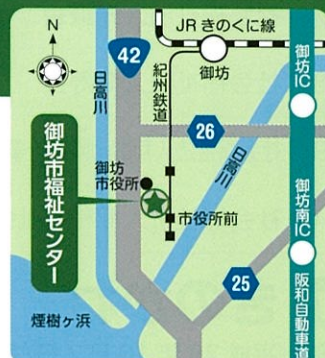 N
JRきのくに線
42
御坊
御坊IC
日高川
紀州鉄道
26
日高川
御坊
市役所
御坊市福祉センター
市役所前
御坊南IC
25
阪和自動車道
煙樹ヶ浜